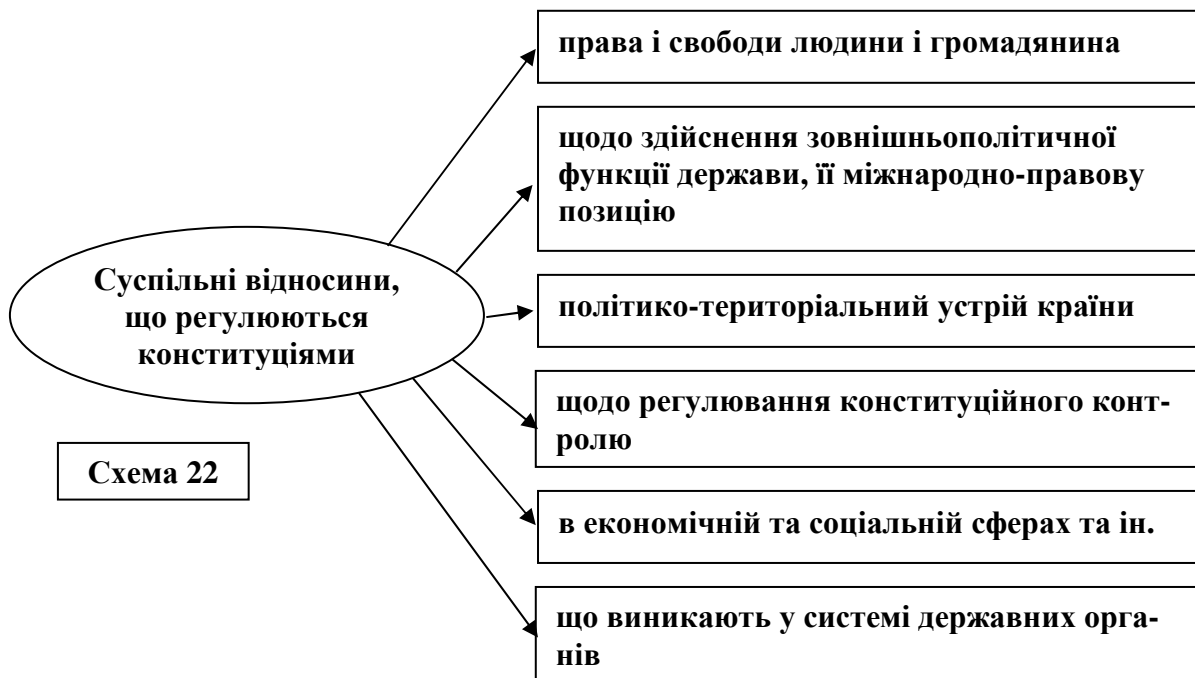 права і свободи людини і громадянина
щодо здійснення зовнішньополітичної
функції держави, її міжнародно-правову
позицію
Суспільні відносини,
що регулюються
конституціями
політико-територіальний устрій країни
щодо регулювання конституційного конт-
ролю
Схема 22
в економічній та соціальній сферах та ін.
що виникають у системі державних орга-
нів